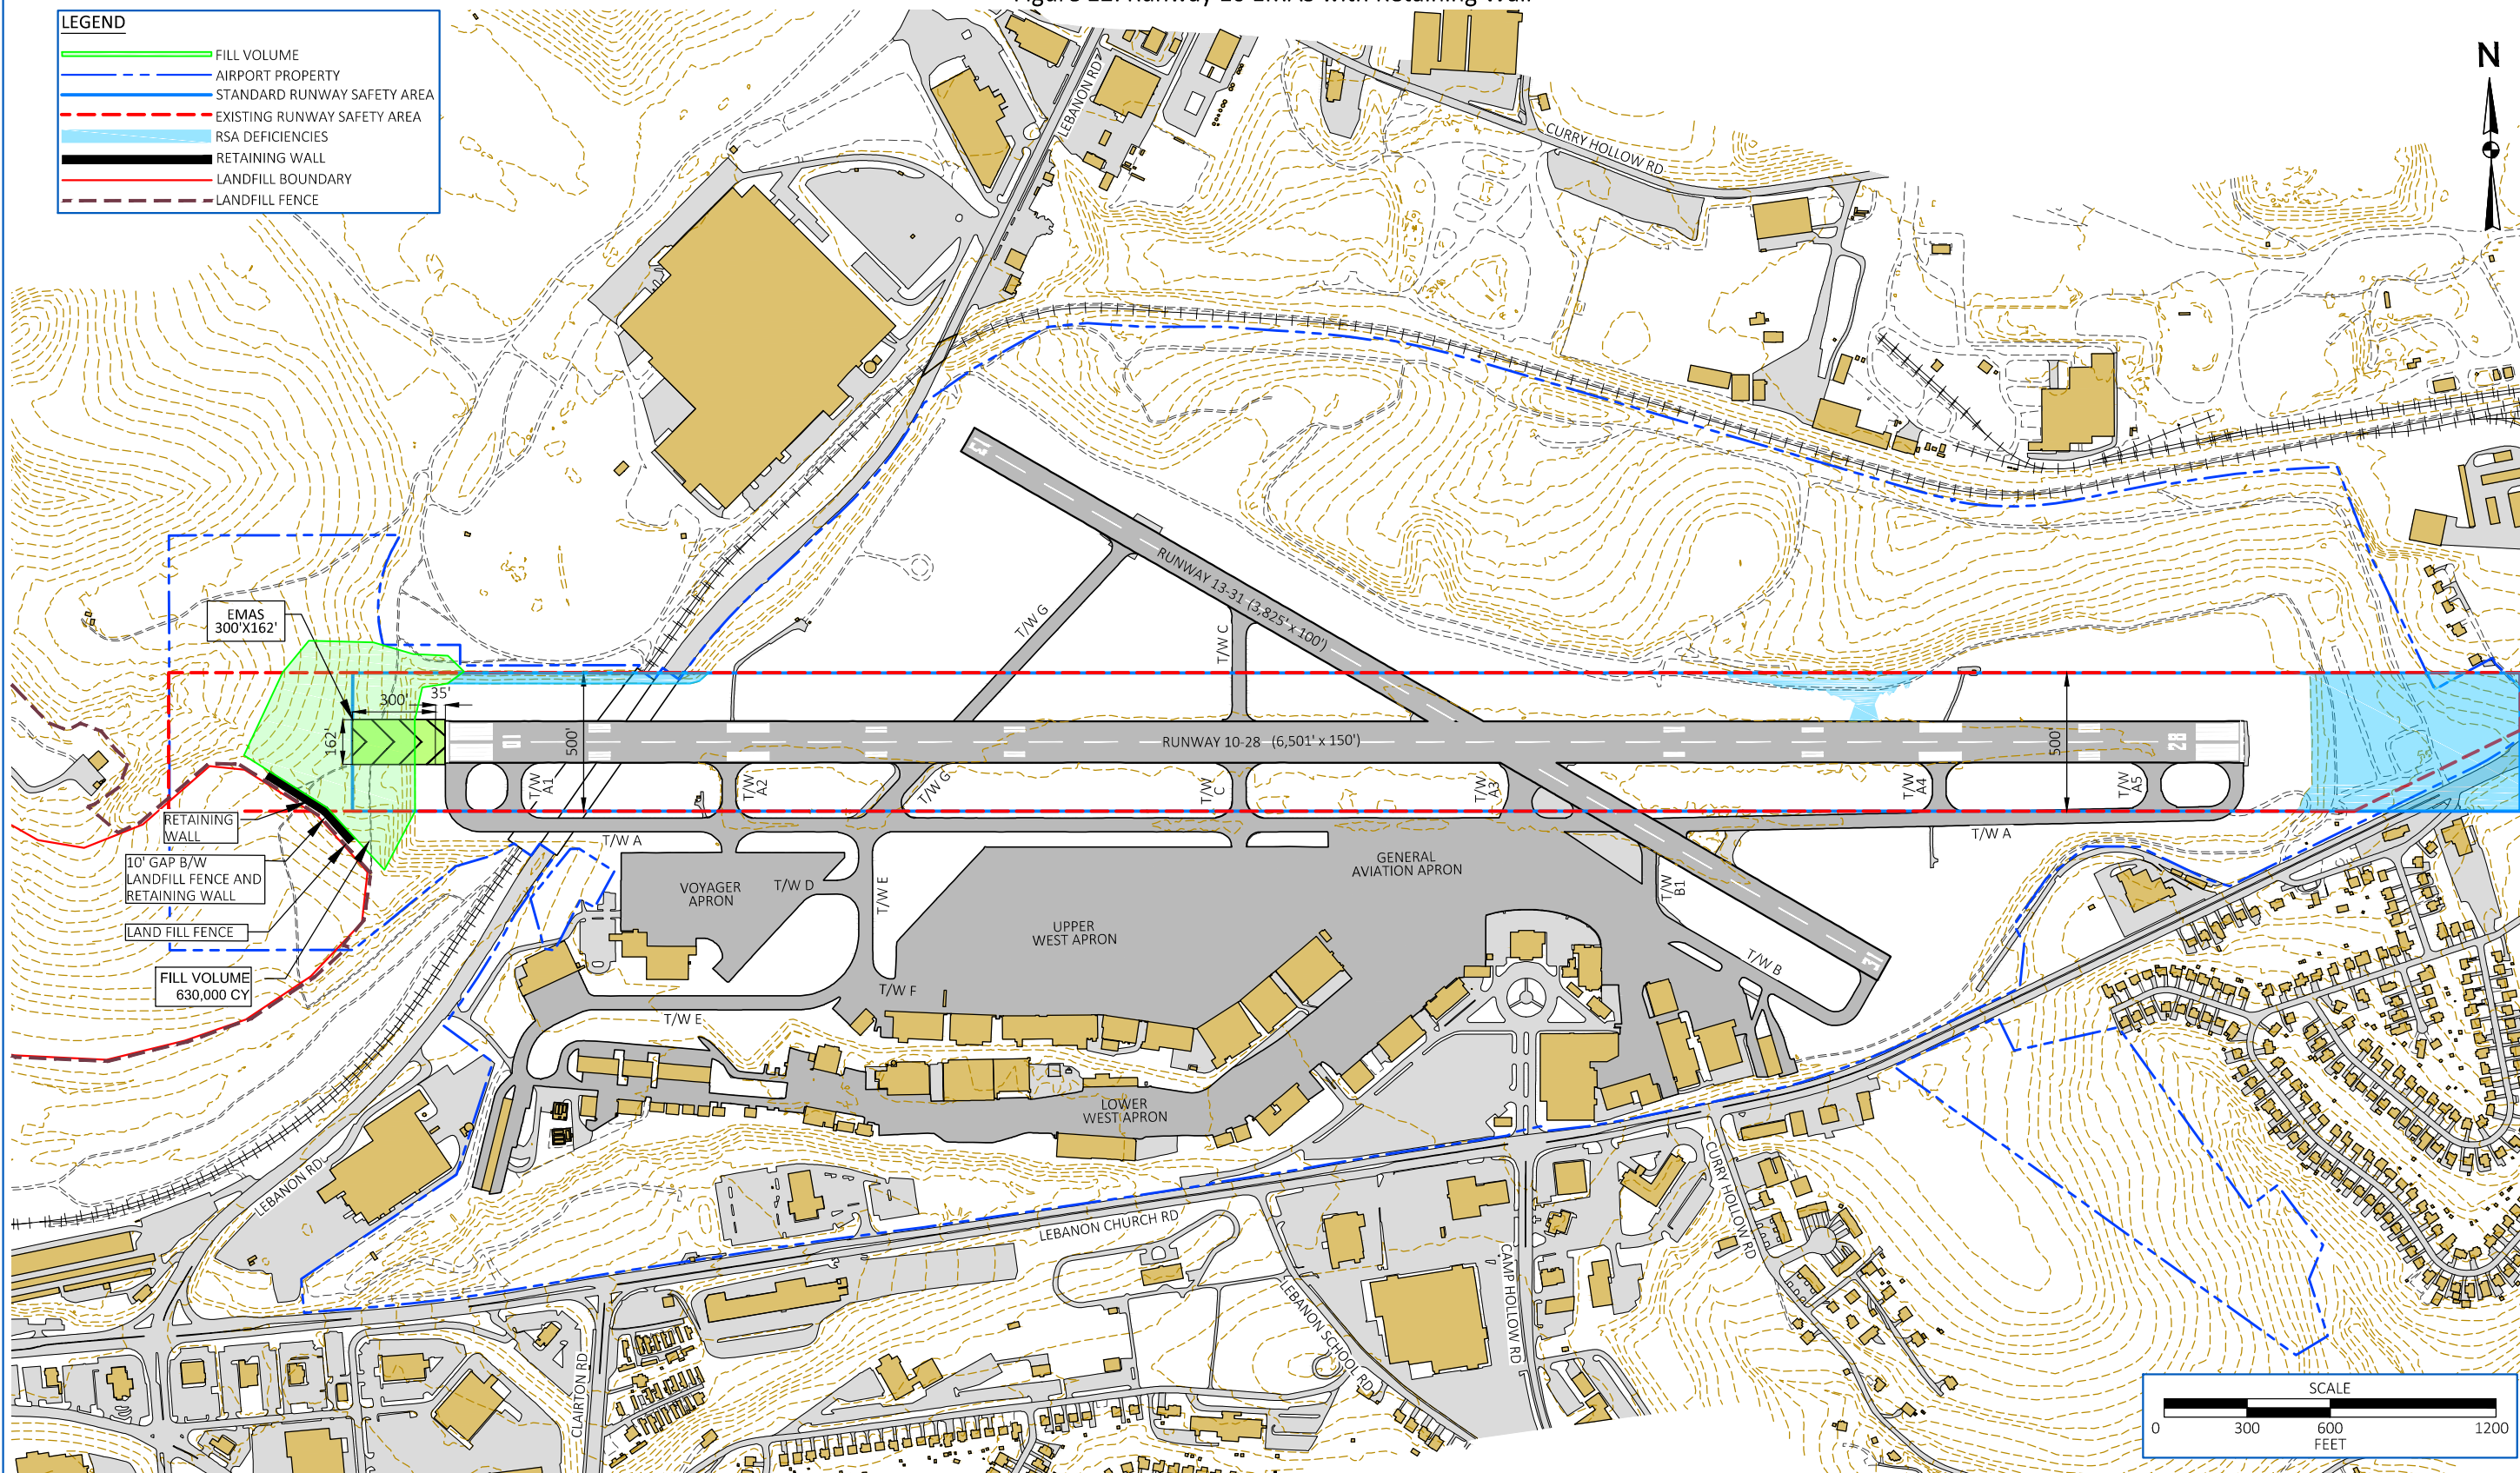 LEGEND
FILL VOLUME
AIRPORT PROPERTY
STANDARD RUNWAY SAFETY AREA
EXISTING RUNWAY SAFETY AREA
RSA DEFICIENCIES
RETAINING WALL
LANDFILL BOUNDARY
LANDFILL FENCE
N
LEBANON RD
CURRY HOLLOW RD
13
RUNWAY 13-31 (3,825' x 100')
T/W G
T/W C
EMAS
300'X162'
300'
35'
162'
10
500'
RUNWAY 10-28 (6,501' x 150')
28
500'
T/W
A1
T/W
A2
T/W G
T/W
C
T/W
A3
T/W
A4
T/W
A5
RETAINING
WALL
10' GAP B/W
LANDFILL FENCE AND
RETAINING WALL
LAND FILL FENCE
FILL VOLUME
630,000 CY
T/W A
T/W A
VOYAGER
APRON
T/W D
T/W E
GENERAL
AVIATION APRON
UPPER
WEST APRON
T/W
B1
T/W B
31
T/W F
T/W E
LOWER
WEST APRON
LEBANON RD
LEBANON CHURCH RD
CURRY HOLLOW RD
CAMP HOLLOW RD
LEBANON SCHOOL RD
CLAIRTON RD
SCALE
0 300 600 1200
FEET